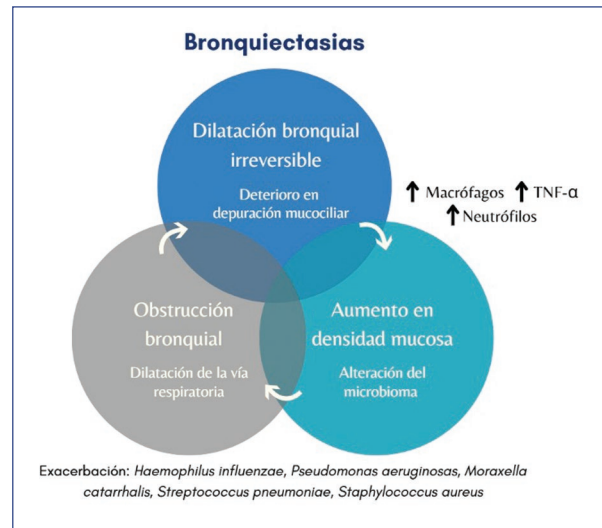 Bronquiectasias
Dilatación bronquial
irreversible
Deterioro en
depuración mucociliar
↑ Macrófagos ↑ TNF-α
↑ Neutrófilos
Obstrucción
bronquial
Dilatación de la vía
respiratoria
Aumento en
densidad mucosa
Alteración del
microbioma
Exacerbación: Haemophilus influenzae, Pseudomonas aeruginosas, Moraxella
catarrhalis, Streptococcus pneumoniae, Staphylococcus aureus